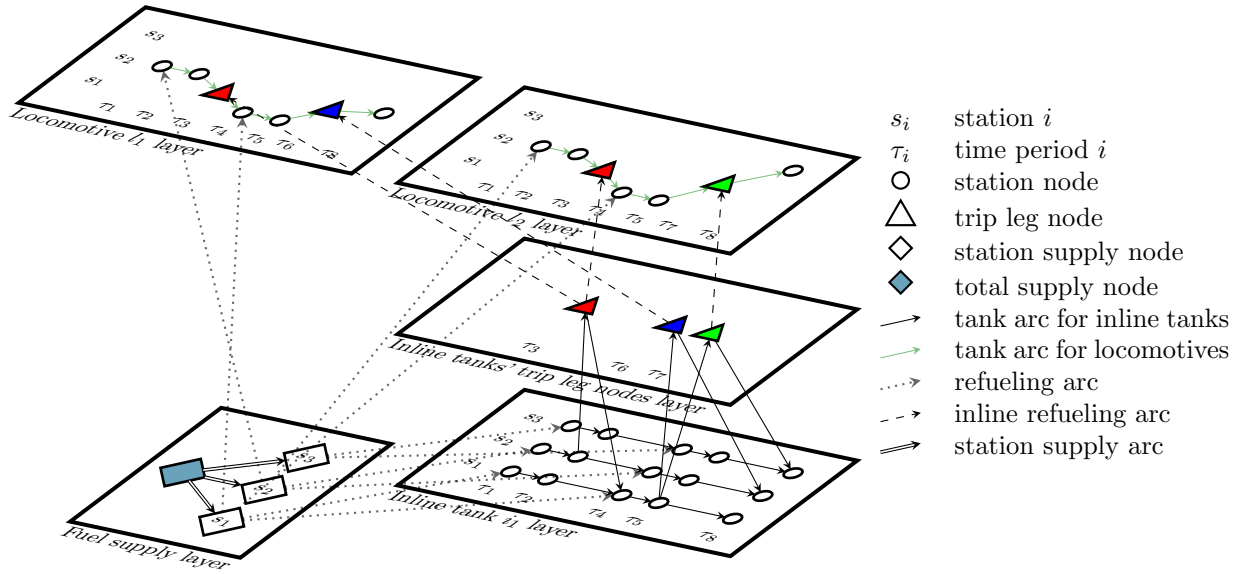 s₃
s₂
s₁
τ₁ τ₂ τ₃ τ₄ τ₅ τ₆ τ₈
Locomotive l₁ layer
s₃
s₂
s₁
τ₁ τ₂ τ₃ τ₄ τ₅ τ₇ τ₈
Locomotive l₂ layer
τ₃ τ₆ τ₇
Inline tanks' trip leg nodes layer
s₃
s₂
s₁
τ₁ τ₂ τ₄ τ₅ τ₈
Inline tank i₁ layer
s₃
s₂
s₁
Fuel supply layer
sᵢ station i
τᵢ time period i
station node
trip leg node
station supply node
total supply node
tank arc for inline tanks
tank arc for locomotives
refueling arc
inline refueling arc
station supply arc